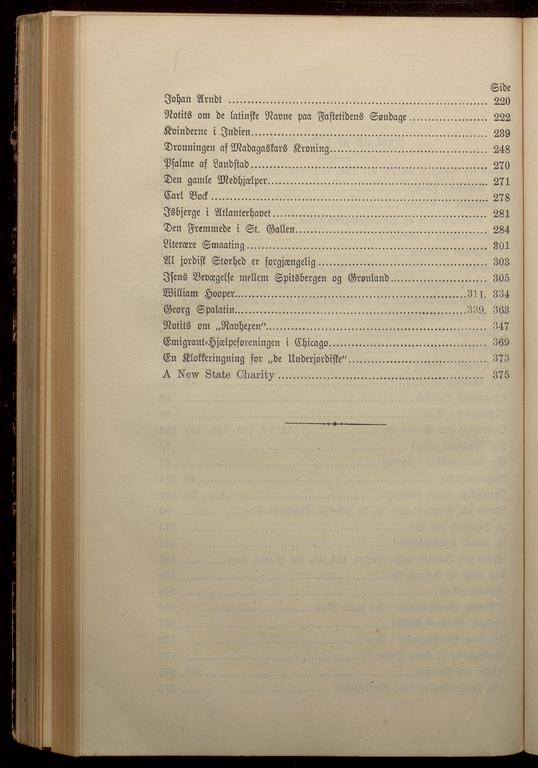 Side
Johan Arndt ........ 220
Notits om de latinske Navne paa Fastetidens Søndage ........ 222
Kvinderne i Indien ........ 239
Dronningen af Madagaskars Kroning ........ 248
Psalme af Landstad ........ 270
Den gamle Medhjælper ........ 271
Carl Bock ........ 278
Isbjerge i Atlanterhavet ........ 281
Den Fremmede i St. Gallen ........ 284
Literære Smaating ........ 301
Al jordisk Storhed er forgjængelig ........ 303
Isens Bevægelse mellem Spitsbergen og Grønland ........ 305
William Hooper ........ 311, 334
Georg Spalatin ........ 339, 363
Notits om „Ravhexen“ ........ 347
Emigrant-Hjælpeforeningen i Chicago ........ 369
En Klokkeringning for „de Underjordiske“ ........ 373
A New State Charity ........ 375